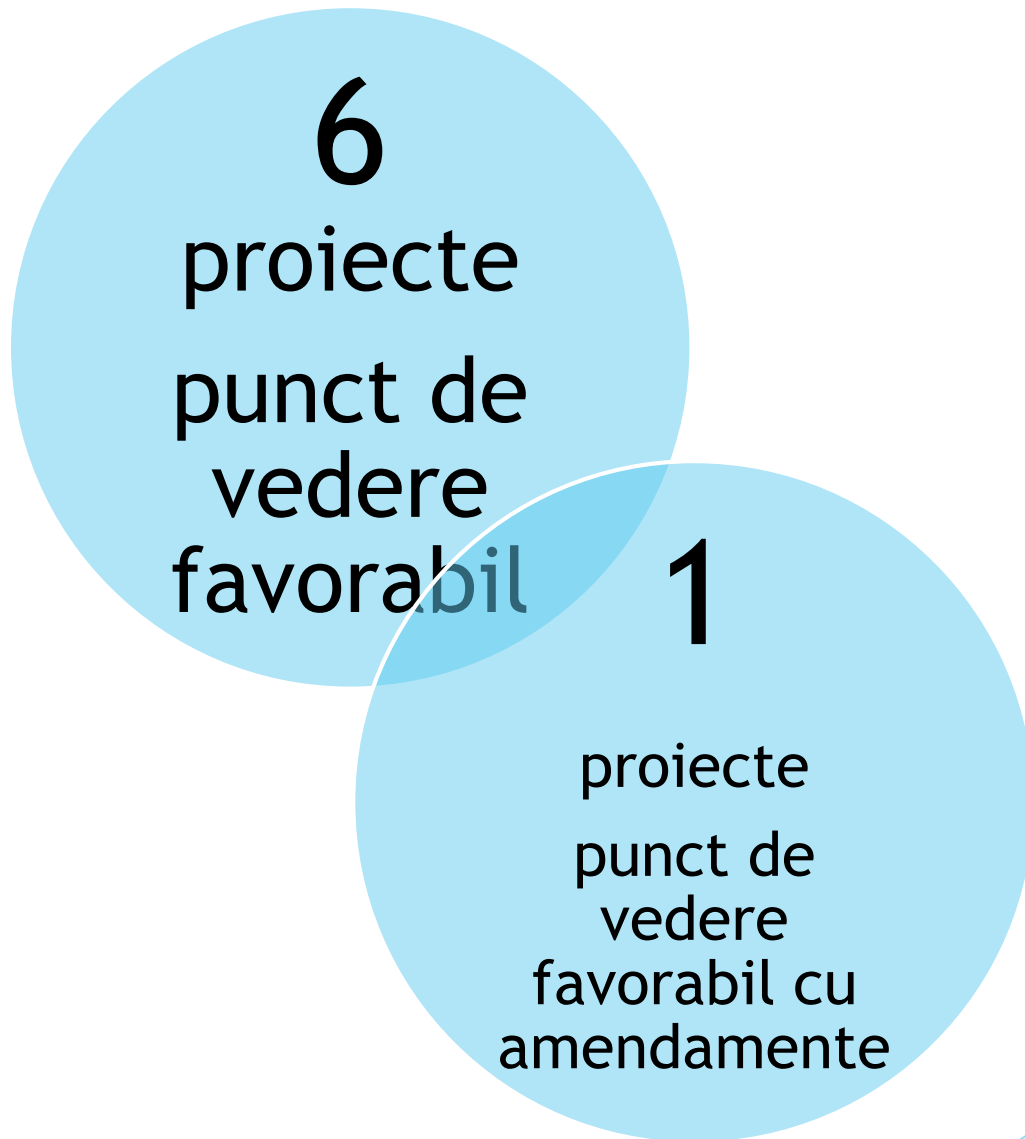 6
proiecte
punct de
vedere
favorabil
1
proiecte
punct de
vedere
favorabil cu
amendamente